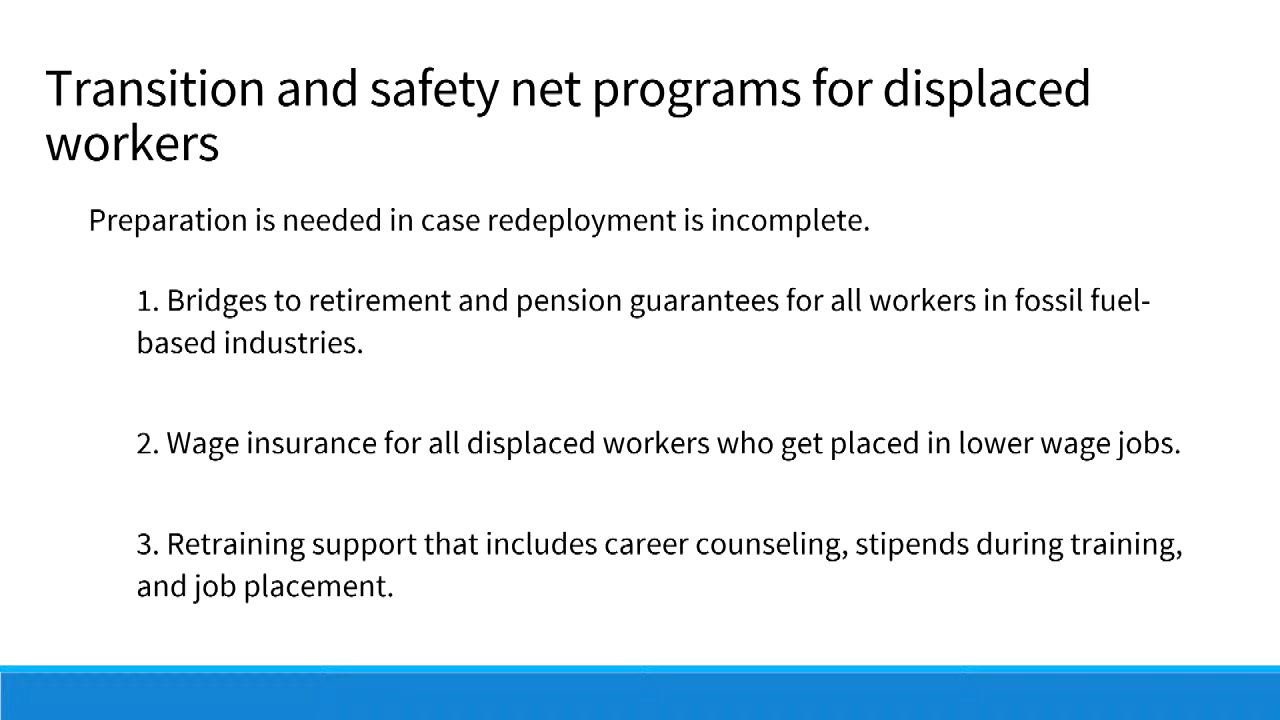 Transition and safety net programs for displaced
workers
Preparation is needed in case redeployment is incomplete.
1. Bridges to retirement and pension guarantees for all workers in fossil fuel-
based industries.
2. Wage insurance for all displaced workers who get placed in lower wage jobs.
3. Retraining support that includes career counseling, stipends during training,
and job placement.